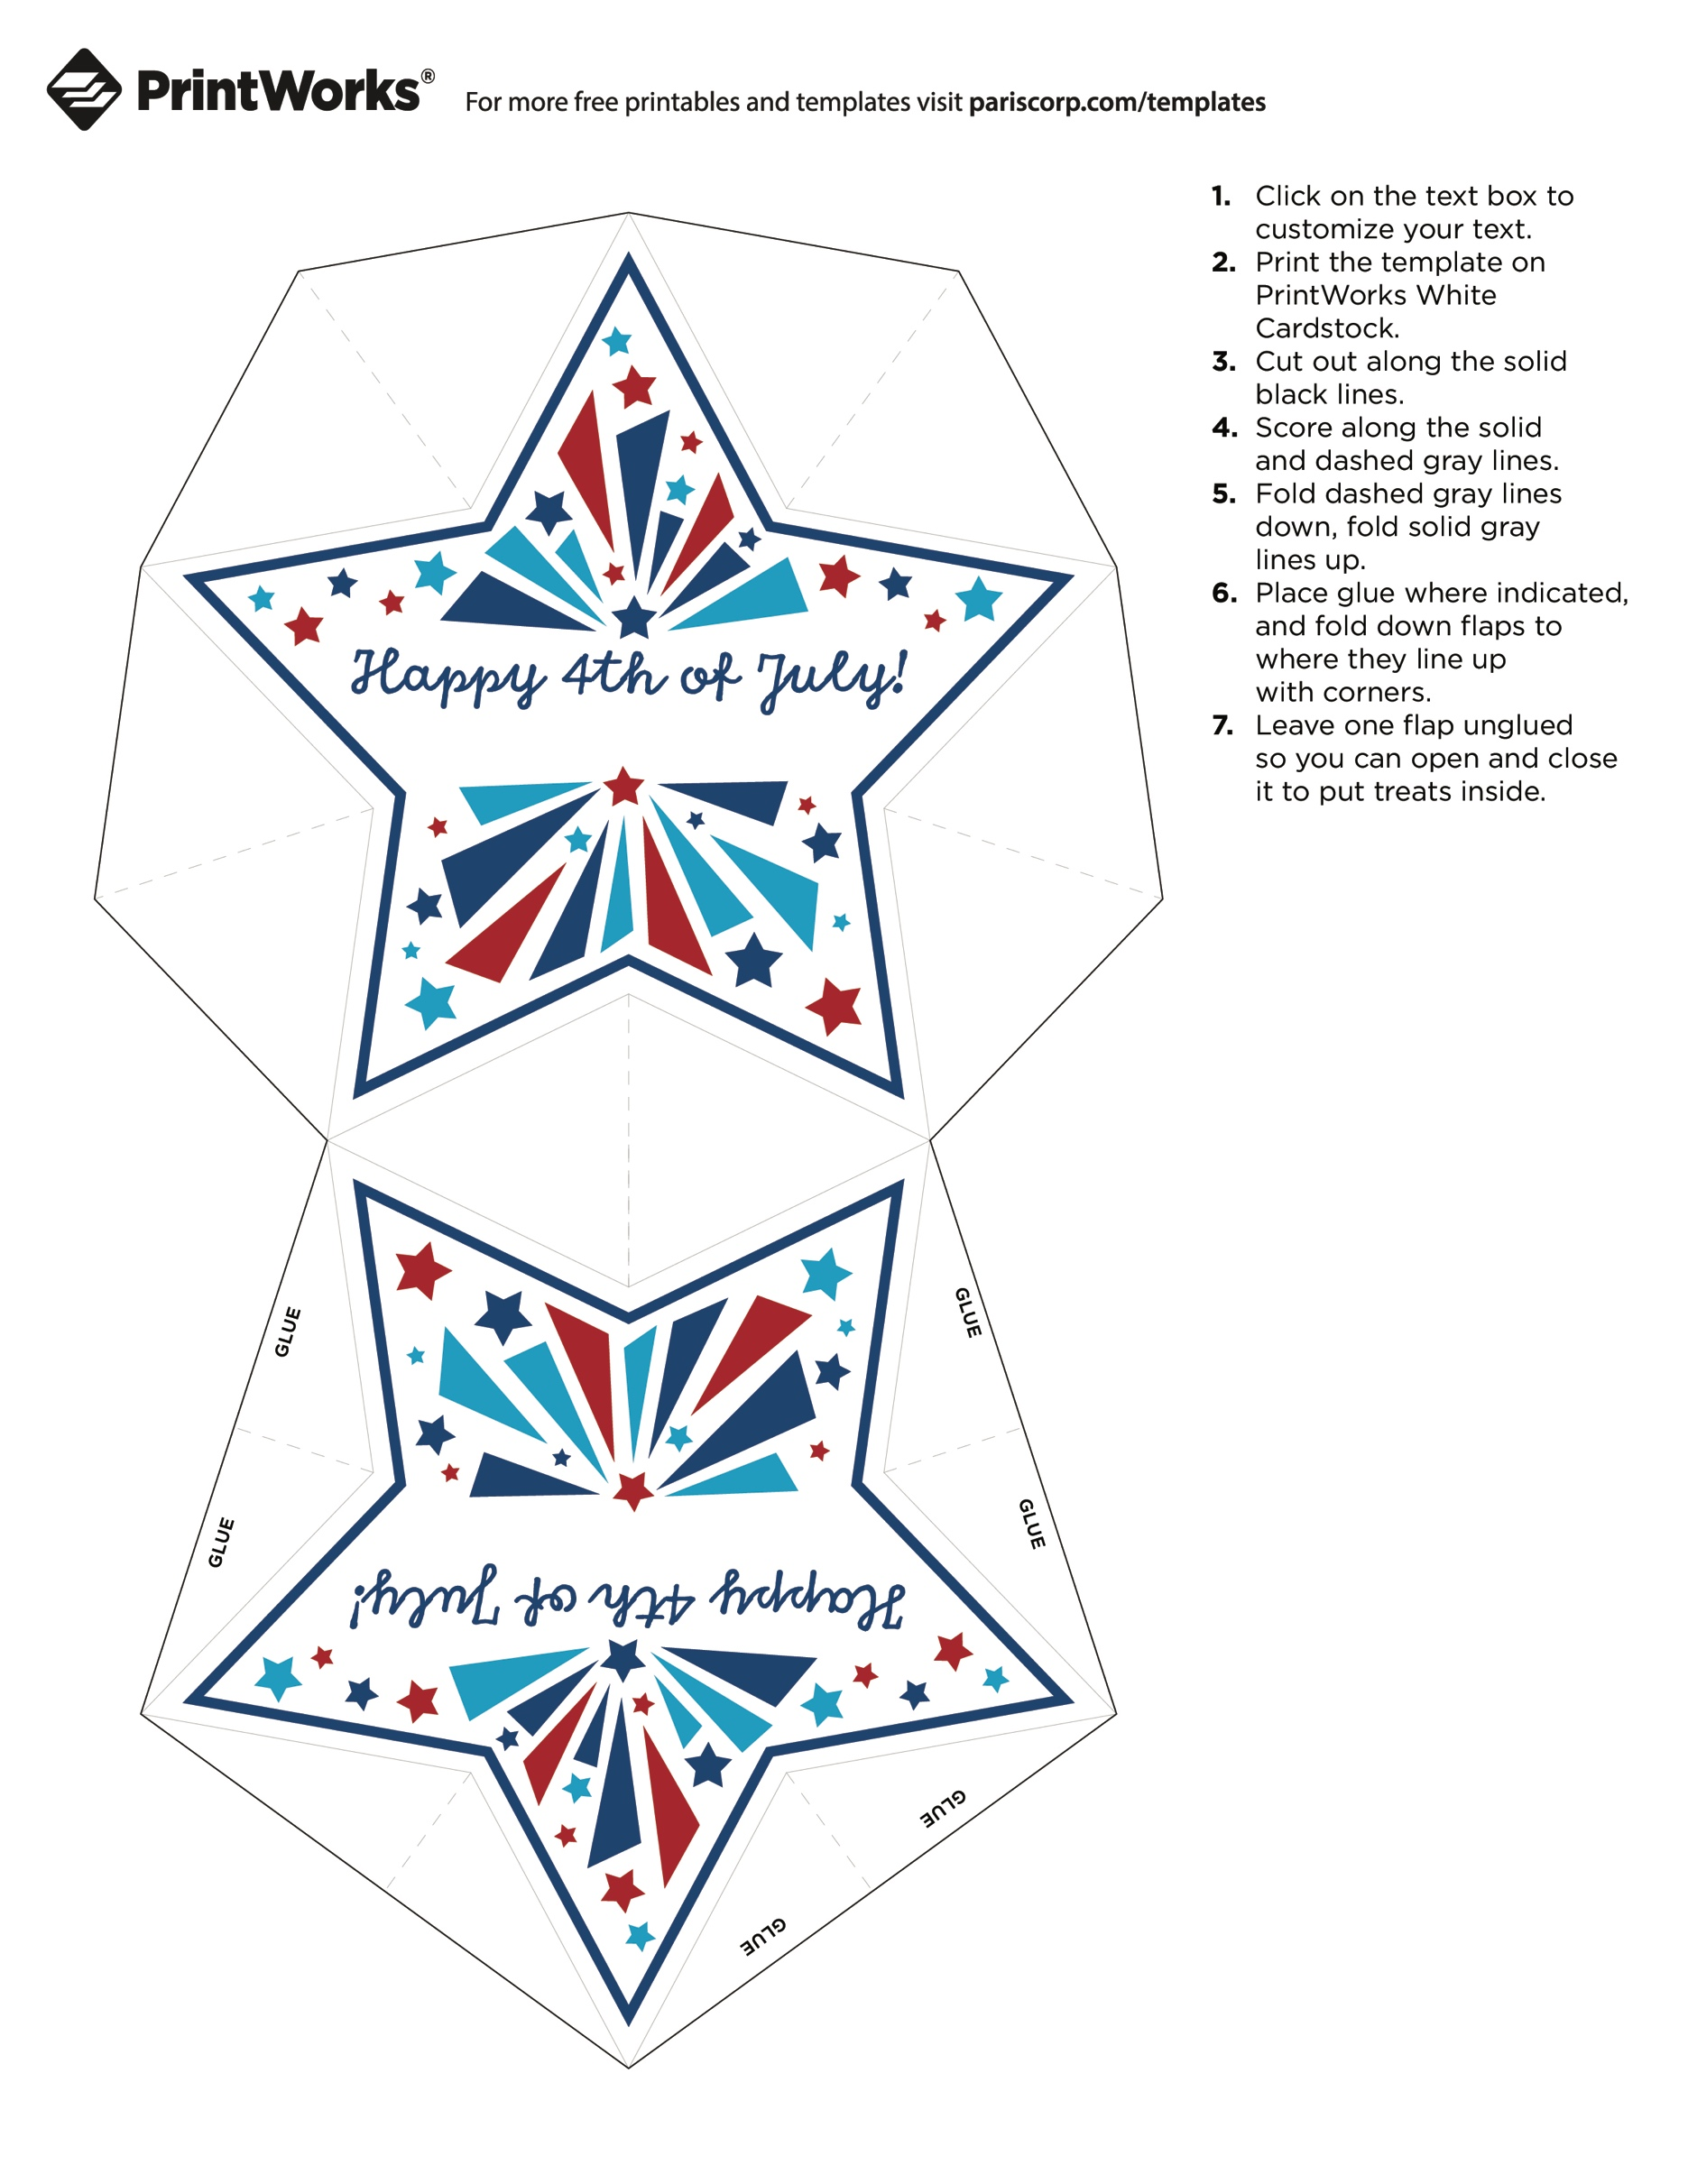 PrintWorks®
For more free printables and templates visit pariscorp.com/templates
1. Click on the text box to
customize your text.
2. Print the template on
PrintWorks White
Cardstock.
3. Cut out along the solid
black lines.
4. Score along the solid
and dashed gray lines.
5. Fold dashed gray lines
down, fold solid gray
lines up.
6. Place glue where indicated,
and fold down flaps to
where they line up
with corners.
7. Leave one flap unglued
so you can open and close
it to put treats inside.
Happy 4th of July!
GLUE
GLUE
GLUE
GLUE
Happy 4th of July!
GLUE
GLUE